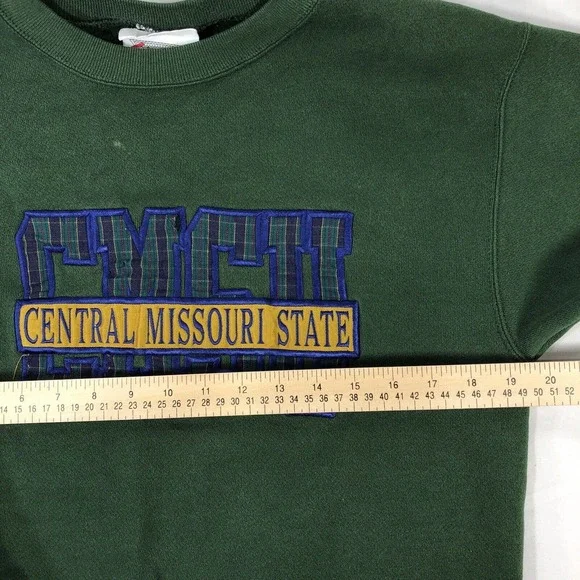 CMCU
CENTRAL MISSOURI STATE
6 7 8 9 10 11 12 13 14 15 16 17 18 19 20
14 15 16 17 18 19 20 21 22 23 24 25 26 27 28 29 30 31 32 33 34 35 36 37 38 39 40 41 42 43 44 45 46 47 48 49 50 51 52